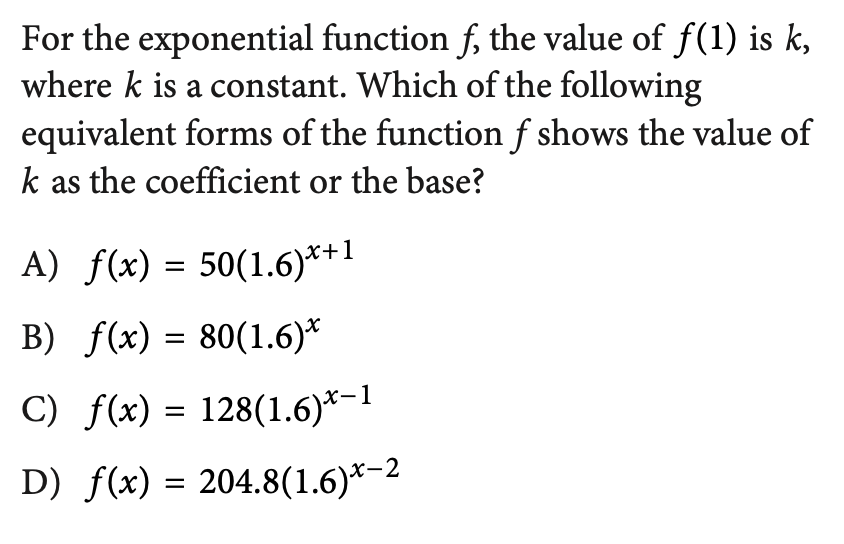 For the exponential function f, the value of f(1) is k,
where k is a constant. Which of the following
equivalent forms of the function f shows the value of
k as the coefficient or the base?
A) f(x) = 50(1.6)^{x+1}
B) f(x) = 80(1.6)^{x}
C) f(x) = 128(1.6)^{x−1}
D) f(x) = 204.8(1.6)^{x−2}